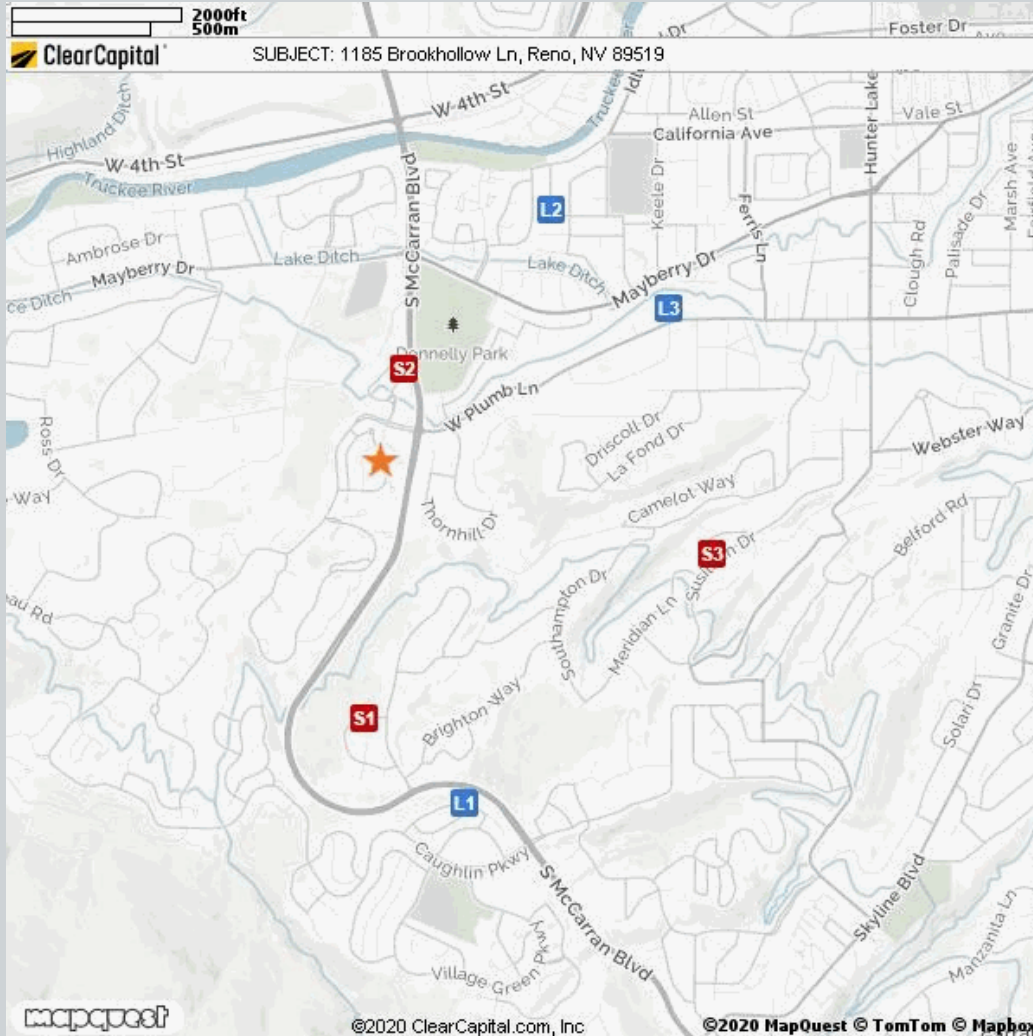 2000ft
500m
ClearCapital
SUBJECT: 1185 Brookhollow Ln, Reno, NV 89519
Foster Dr
Highland Ditch
W 4th St
Truckee
Allen St
Vale St
California Ave
Hunter Lake
W 4th St
Truckee River
S McCarran Blvd
Keele Dr
Ferris Ln
Marsh Ave
L2
Clough Rd
Palisade Dr
Ambrose Dr
Lake Ditch
Mayberry Dr
Lake Ditch
Mayberry Dr
ce Ditch
L3
Donnelly Park
S2
W Plumb Ln
Ross Dr
Driscoll Dr
La Fond Dr
Webster Way
Way
Camelot Way
Thornhill Dr
Belford Rd
S3
Southampton Dr
Meridian Ln
au Rd
Granite Dr
S1
Brighton Way
Solari Dr
L1
Caughlin Pkwy
S McCarran Blvd
Skyline Blvd
Manzanita Ln
Village Green Pkwy
mapquest
©2020 ClearCapital.com, Inc
©2020 MapQuest © TomTom © Mapbox